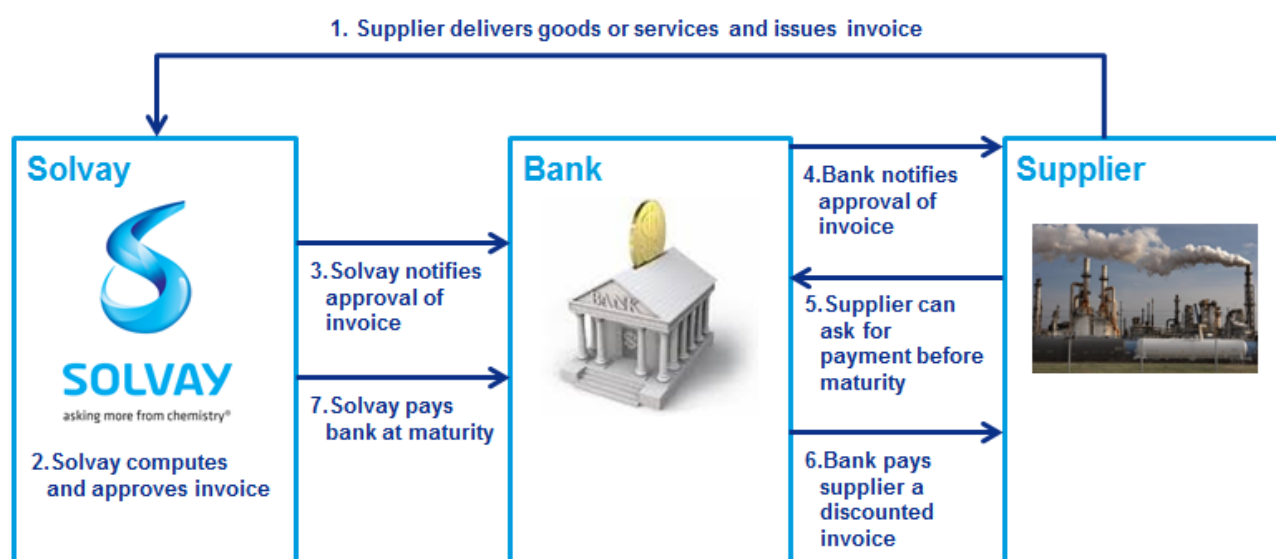 1. Supplier delivers goods or services and issues invoice
Solvay
SOLVAY
asking more from chemistry®
2.Solvay computes
and approves invoice
3.Solvay notifies
approval of
invoice
7.Solvay pays
bank at maturity
Bank
BANK
4.Bank notifies
approval of
invoice
5.Supplier can
ask for
payment before
maturity
6.Bank pays
supplier a
discounted
invoice
Supplier